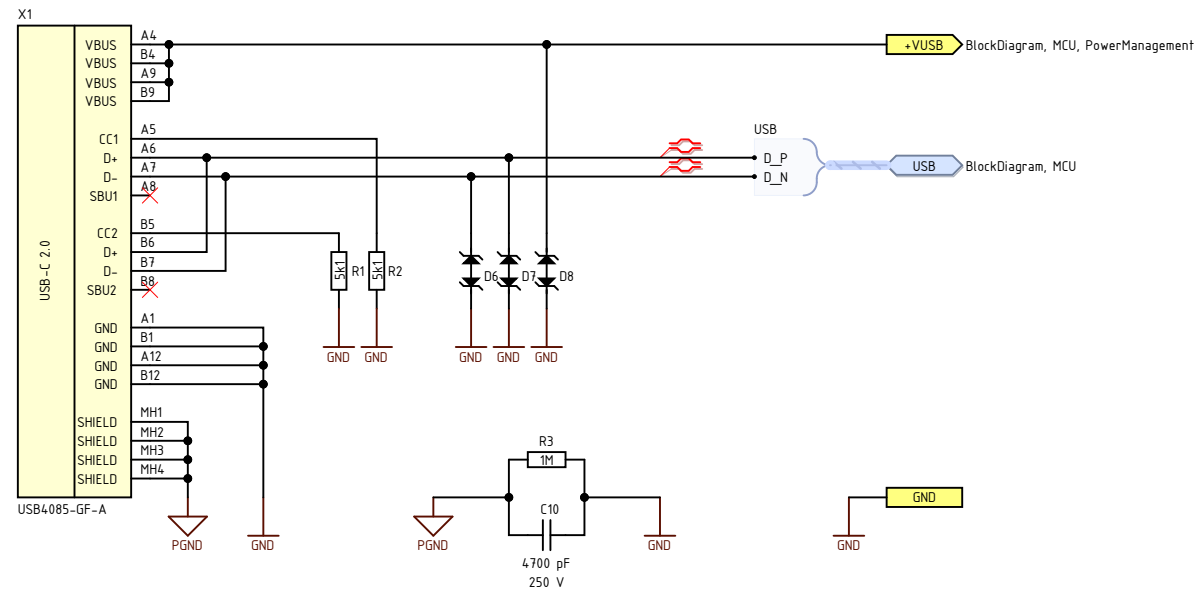 X1
USB-C 2.0
VBUS A4
VBUS B4
VBUS A9
VBUS B9
CC1 A5
D+ A6
D- A7
SBU1 A8
CC2 B5
D+ B6
D- B7
SBU2 B8
GND A1
GND B1
GND A12
GND B12
SHIELD MH1
SHIELD MH2
SHIELD MH3
SHIELD MH4
USB4085-GF-A
PGND
GND
5k1 R1
5k1 R2
GND
GND
D6
D7
D8
GND
GND
GND
+VUSB BlockDiagram, MCU, PowerManagement
USB
D_P
D_N
USB BlockDiagram, MCU
R3
1M
C10
4700 pF
250 V
PGND
GND
GND
GND